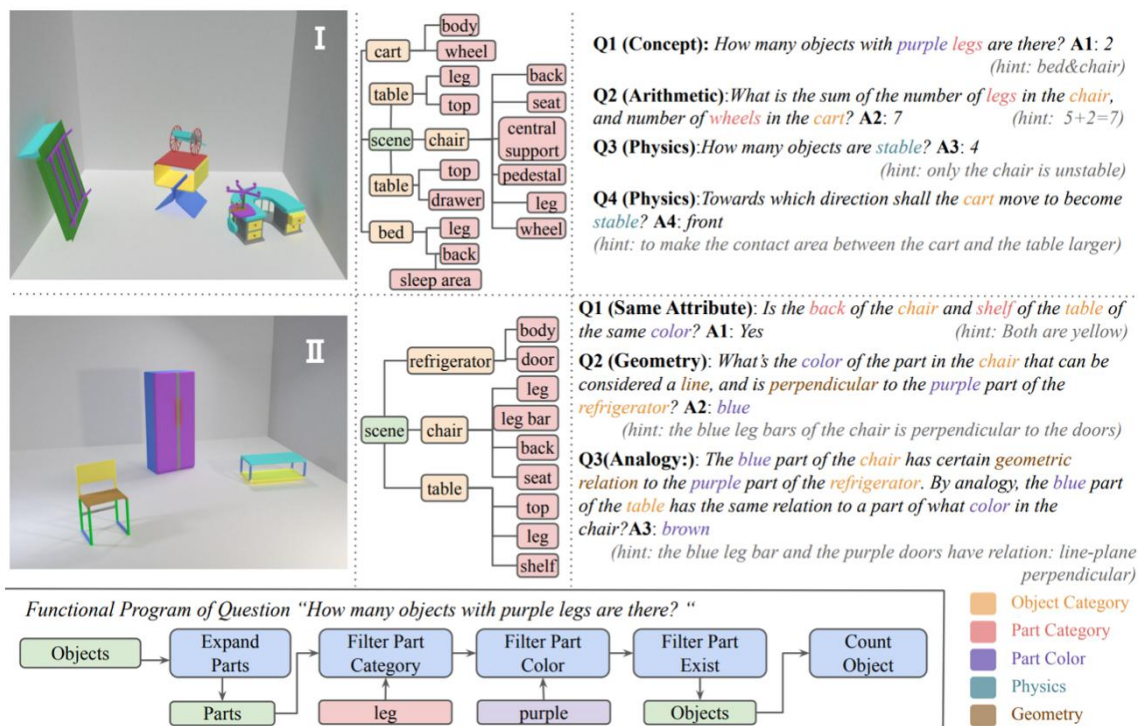 I
body
cart
wheel
leg
table
top
back
seat
scene
chair
central
support
table
top
pedestal
drawer
leg
bed
leg
wheel
back
sleep area
Q1 (Concept): How many objects with purple legs are there? A1: 2
(hint: bed&chair)
Q2 (Arithmetic):What is the sum of the number of legs in the chair,
and number of wheels in the cart? A2: 7 (hint: 5+2=7)
Q3 (Physics):How many objects are stable? A3: 4
(hint: only the chair is unstable)
Q4 (Physics):Towards which direction shall the cart move to become
stable? A4: front
(hint: to make the contact area between the cart and the table larger)
II
body
refrigerator
door
leg
leg bar
scene
chair
back
seat
table
top
leg
shelf
Q1 (Same Attribute): Is the back of the chair and shelf of the table of
the same color? A1: Yes (hint: Both are yellow)
Q2 (Geometry): What's the color of the part in the chair that can be
considered a line, and is perpendicular to the purple part of the
refrigerator? A2: blue
(hint: the blue leg bars of the chair is perpendicular to the doors)
Q3(Analogy:): The blue part of the chair has certain geometric
relation to the purple part of the refrigerator. By analogy, the blue part
of the table has the same relation to a part of what color in the
chair?A3: brown
(hint: the blue leg bar and the purple doors have relation: line-plane
perpendicular)
Functional Program of Question “How many objects with purple legs are there? “
Objects
Expand
Parts
Filter Part
Category
Filter Part
Color
Filter Part
Exist
Count
Object
Parts
leg
purple
Objects
Object Category
Part Category
Part Color
Physics
Geometry